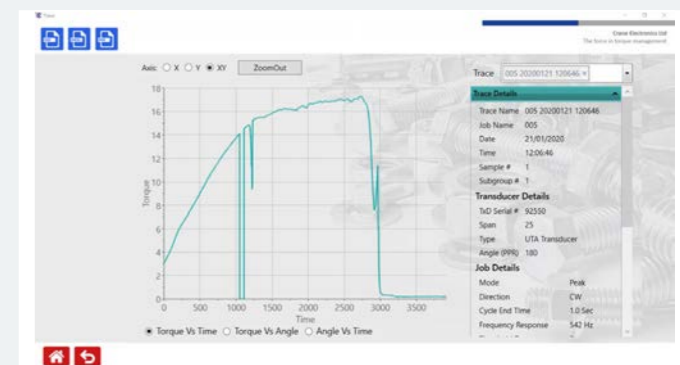 Trace
Crane Electronics Ltd
The force in torque management
Axis: X Y XY ZoomOut
Trace 005 20200121 120646
Trace Details
Trace Name 005 20200121 120646
Job Name 005
Date 21/01/2020
Time 12:06:46
Sample # 1
Subgroup # 1
Transducer Details
TxD Serial # 92550
Span 25
Type UTA Transducer
Angle (PPR) 180
Job Details
Mode Peak
Direction CW
Cycle End Time 1.0 Sec
Frequency Response 542 Hz
Torque
18
16
14
12
10
8
6
4
2
0
0 500 1000 1500 2000 2500 3000 3500
Time
Torque Vs Time Torque Vs Angle Angle Vs Time